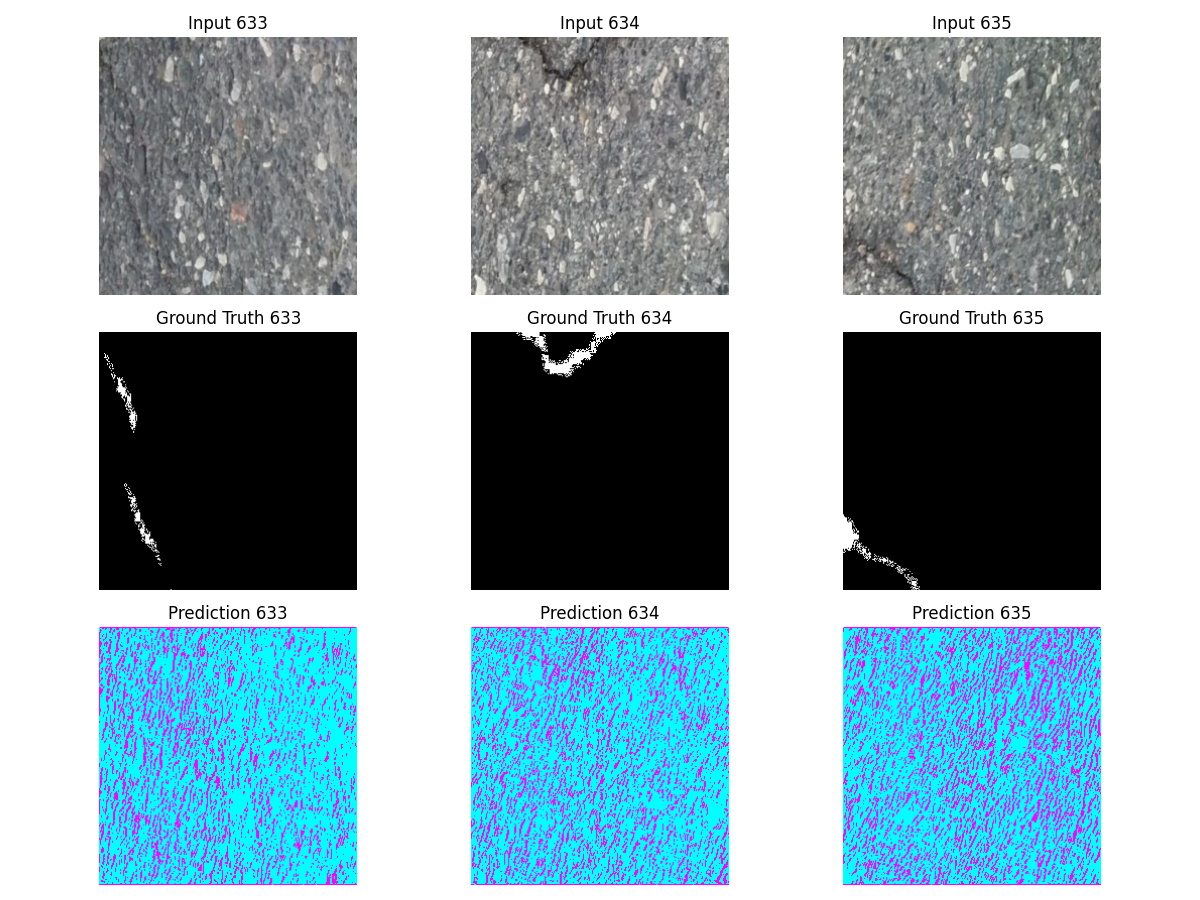 Input 633
Input 634
Input 635
Ground Truth 633
Ground Truth 634
Ground Truth 635
Prediction 633
Prediction 634
Prediction 635